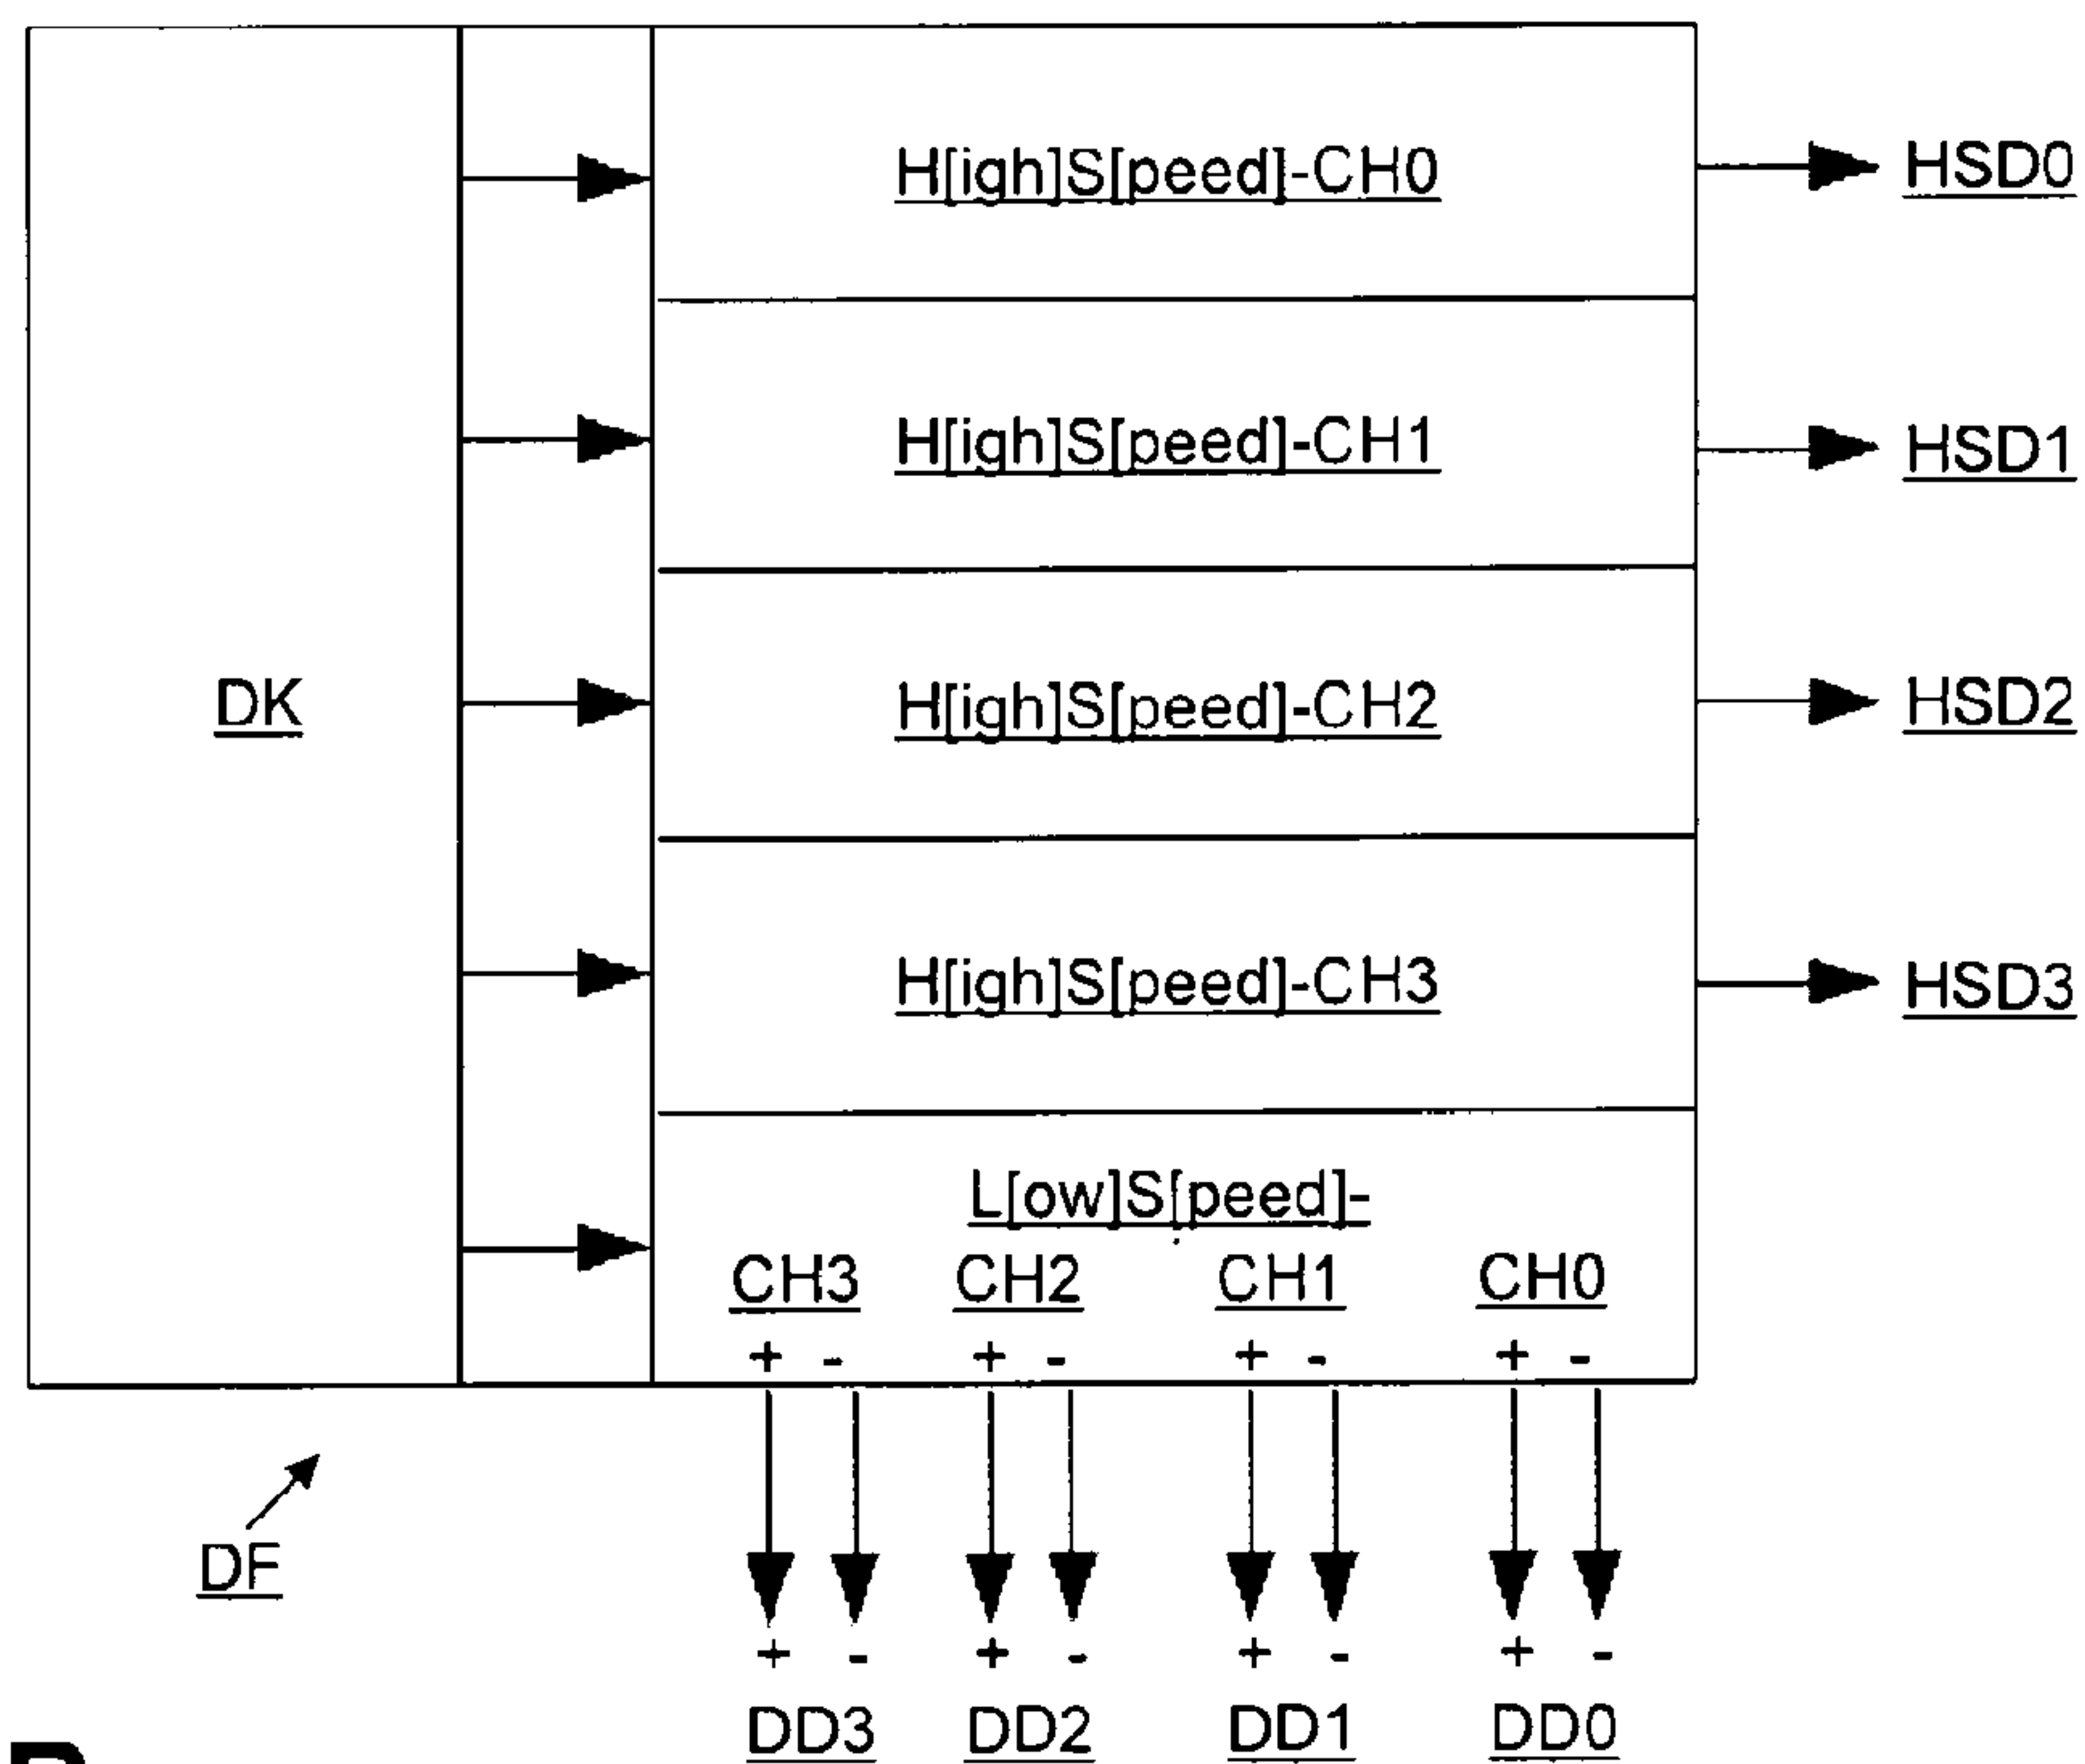 H[igh]S[peed]-CH0
HSD0
H[igh]S[peed]-CH1
HSD1
DK
H[igh]S[peed]-CH2
HSD2
H[igh]S[peed]-CH3
HSD3
L[ow]S[peed]-
CH3 CH2 CH1 CH0
+ - + - + - + -
DF
+ - + - + - + -
DD3 DD2 DD1 DD0